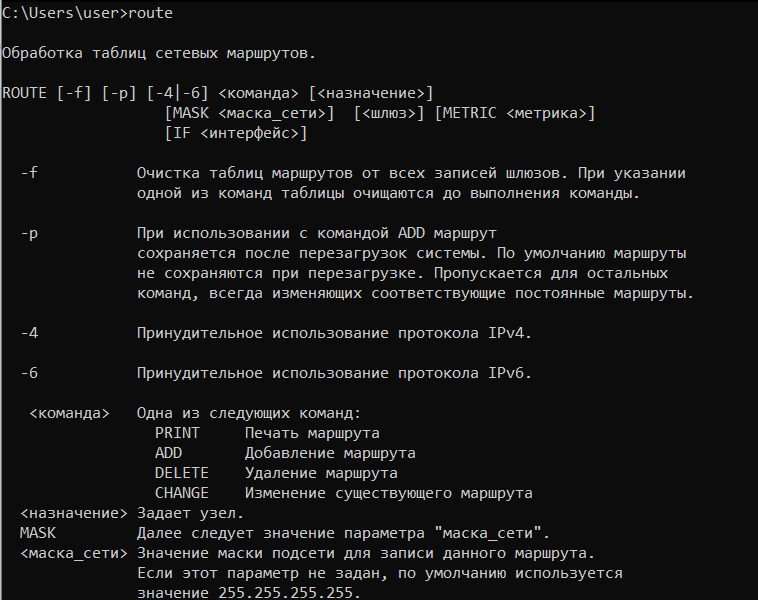 C:\Users\user>route
Обработка таблиц сетевых маршрутов.
ROUTE [-f] [-p] [-4|-6] <команда> [<назначение>]
[MASK <маска_сети>] [<шлюз>] [METRIC <метрика>]
[IF <интерфейс>]
-f Очистка таблиц маршрутов от всех записей шлюзов. При указании
одной из команд таблицы очищаются до выполнения команды.
-p При использовании с командой ADD маршрут
сохраняется после перезагрузок системы. По умолчанию маршруты
не сохраняются при перезагрузке. Пропускается для остальных
команд, всегда изменяющих соответствующие постоянные маршруты.
-4 Принудительное использование протокола IPv4.
-6 Принудительное использование протокола IPv6.
<команда> Одна из следующих команд:
PRINT Печать маршрута
ADD Добавление маршрута
DELETE Удаление маршрута
CHANGE Изменение существующего маршрута
<назначение> Задает узел.
MASK Далее следует значение параметра "маска_сети".
<маска_сети> Значение маски подсети для записи данного маршрута.
Если этот параметр не задан, по умолчанию используется
значение 255.255.255.255.